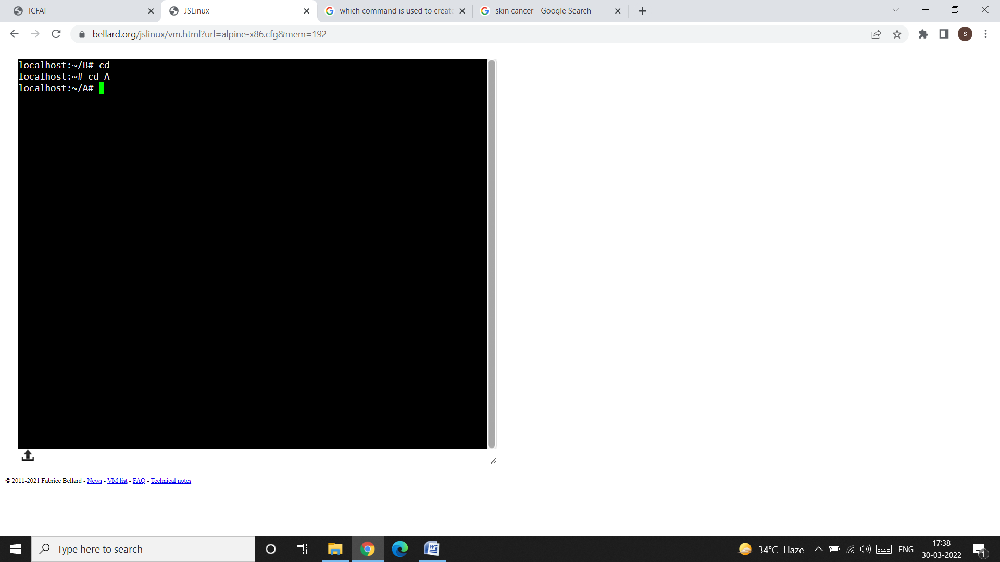 ICFAI
JSLinux
which command is used to create
skin cancer - Google Search
bellard.org/jslinux/vm.html?url=alpine-x86.cfg&mem=192
S
localhost:~/B# cd
localhost:~# cd A
localhost:~/A#
© 2011-2021 Fabrice Bellard - News - VM list - FAQ - Technical notes
Type here to search
34°C Haze
ENG
17:38
30-03-2022
1